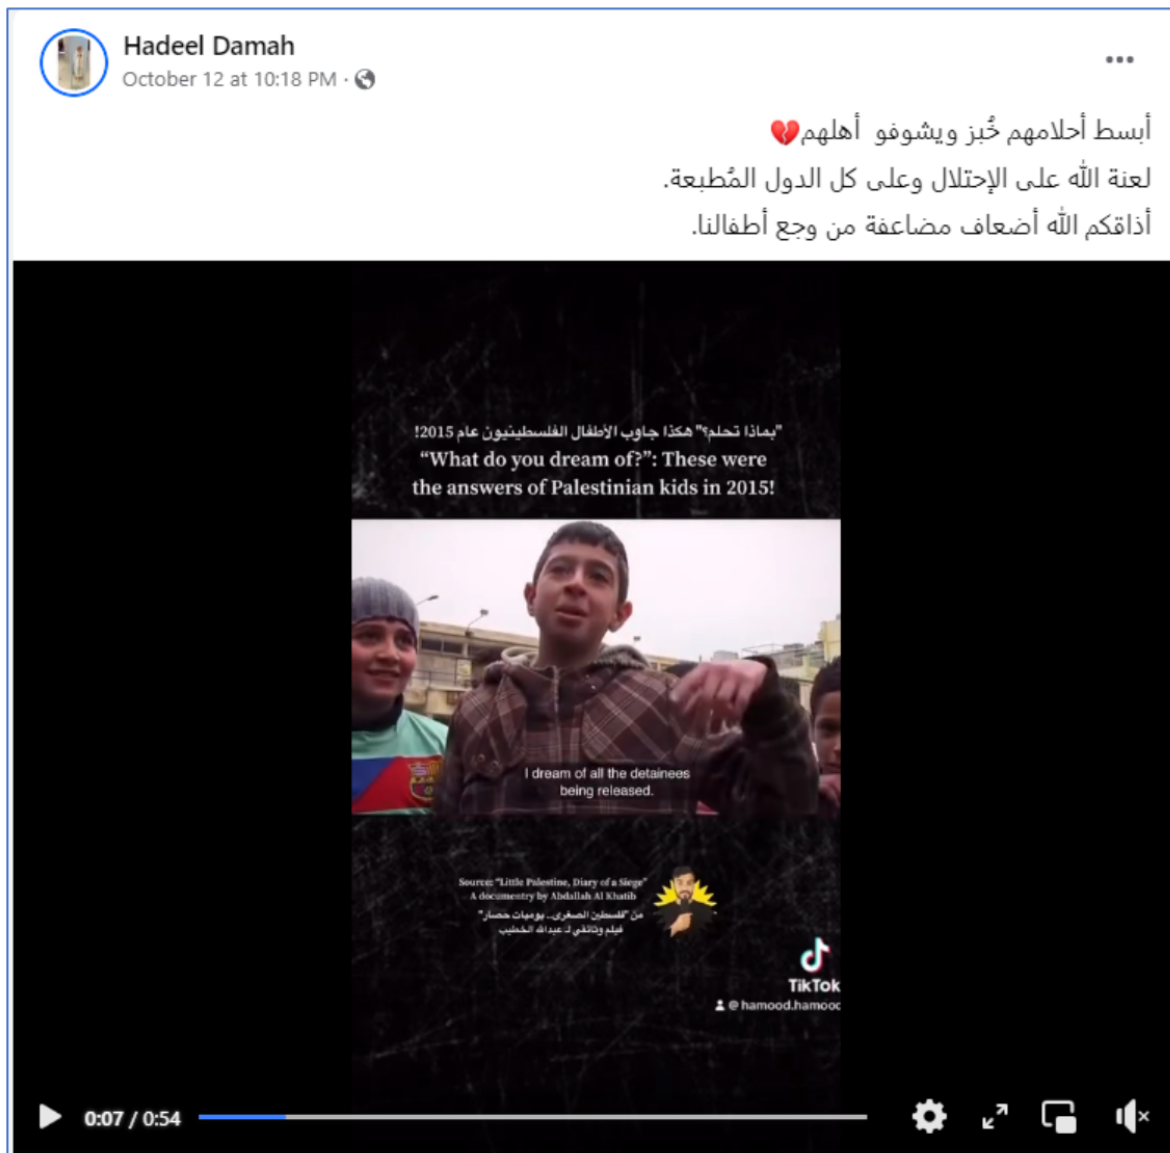 Hadeel Damah
October 12 at 10:18 PM ·
أبسط أحلامهم خُبز ويشوفو أهلهم💔
لعنة الله على الإحتلال وعلى كل الدول المُطبعة.
أذاقكم الله أضعاف مضاعفة من وجع أطفالنا.
"بماذا تحلم؟" هكذا جاوب الأطفال الفلسطينيون عام 2015!
“What do you dream of?”: These were
the answers of Palestinian kids in 2015!
I dream of all the detainees
being released.
Source: “Little Palestine, Diary of a Siege”
A documentry by Abdallah Al Khatib
من "فلسطين الصغرى.. يوميات حصار"
فيلم وثائقي لـ عبدالله الخطيب
TikTok
@hamood.hamood
0:07 / 0:54